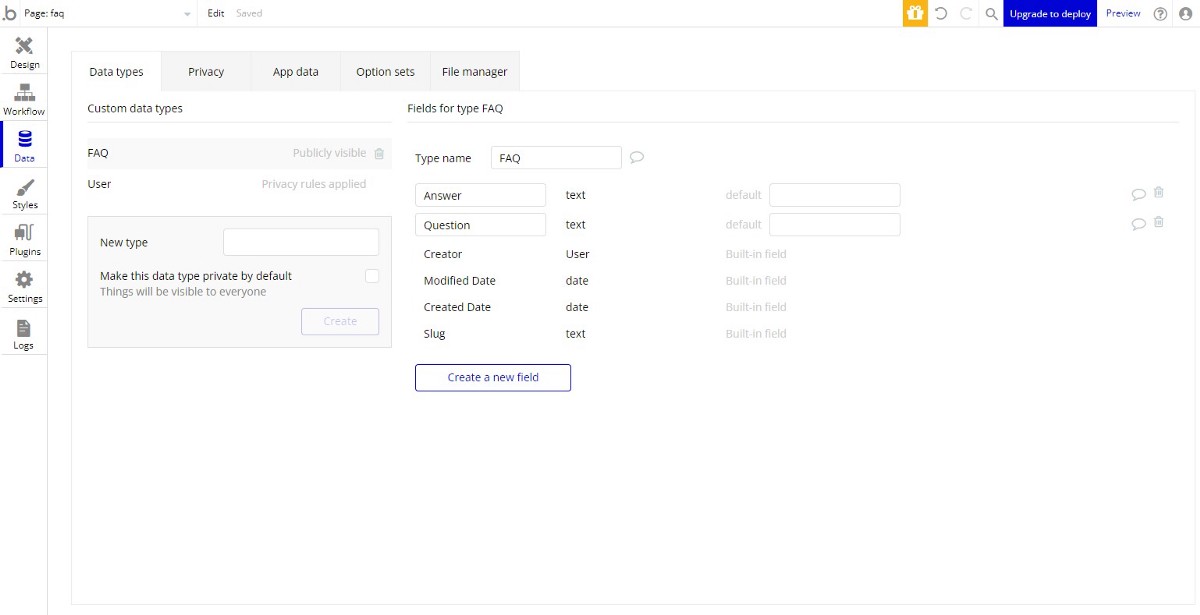 .b Page: faq Edit Saved Upgrade to deploy Preview ?
Design
Workflow
Data
Styles
Plugins
Settings
Logs
Data types Privacy App data Option sets File manager
Custom data types
FAQ Publicly visible
User Privacy rules applied
New type
Make this data type private by default
Things will be visible to everyone
Create
Fields for type FAQ
Type name FAQ
Answer text default
Question text default
Creator User Built-in field
Modified Date date Built-in field
Created Date date Built-in field
Slug text Built-in field
Create a new field